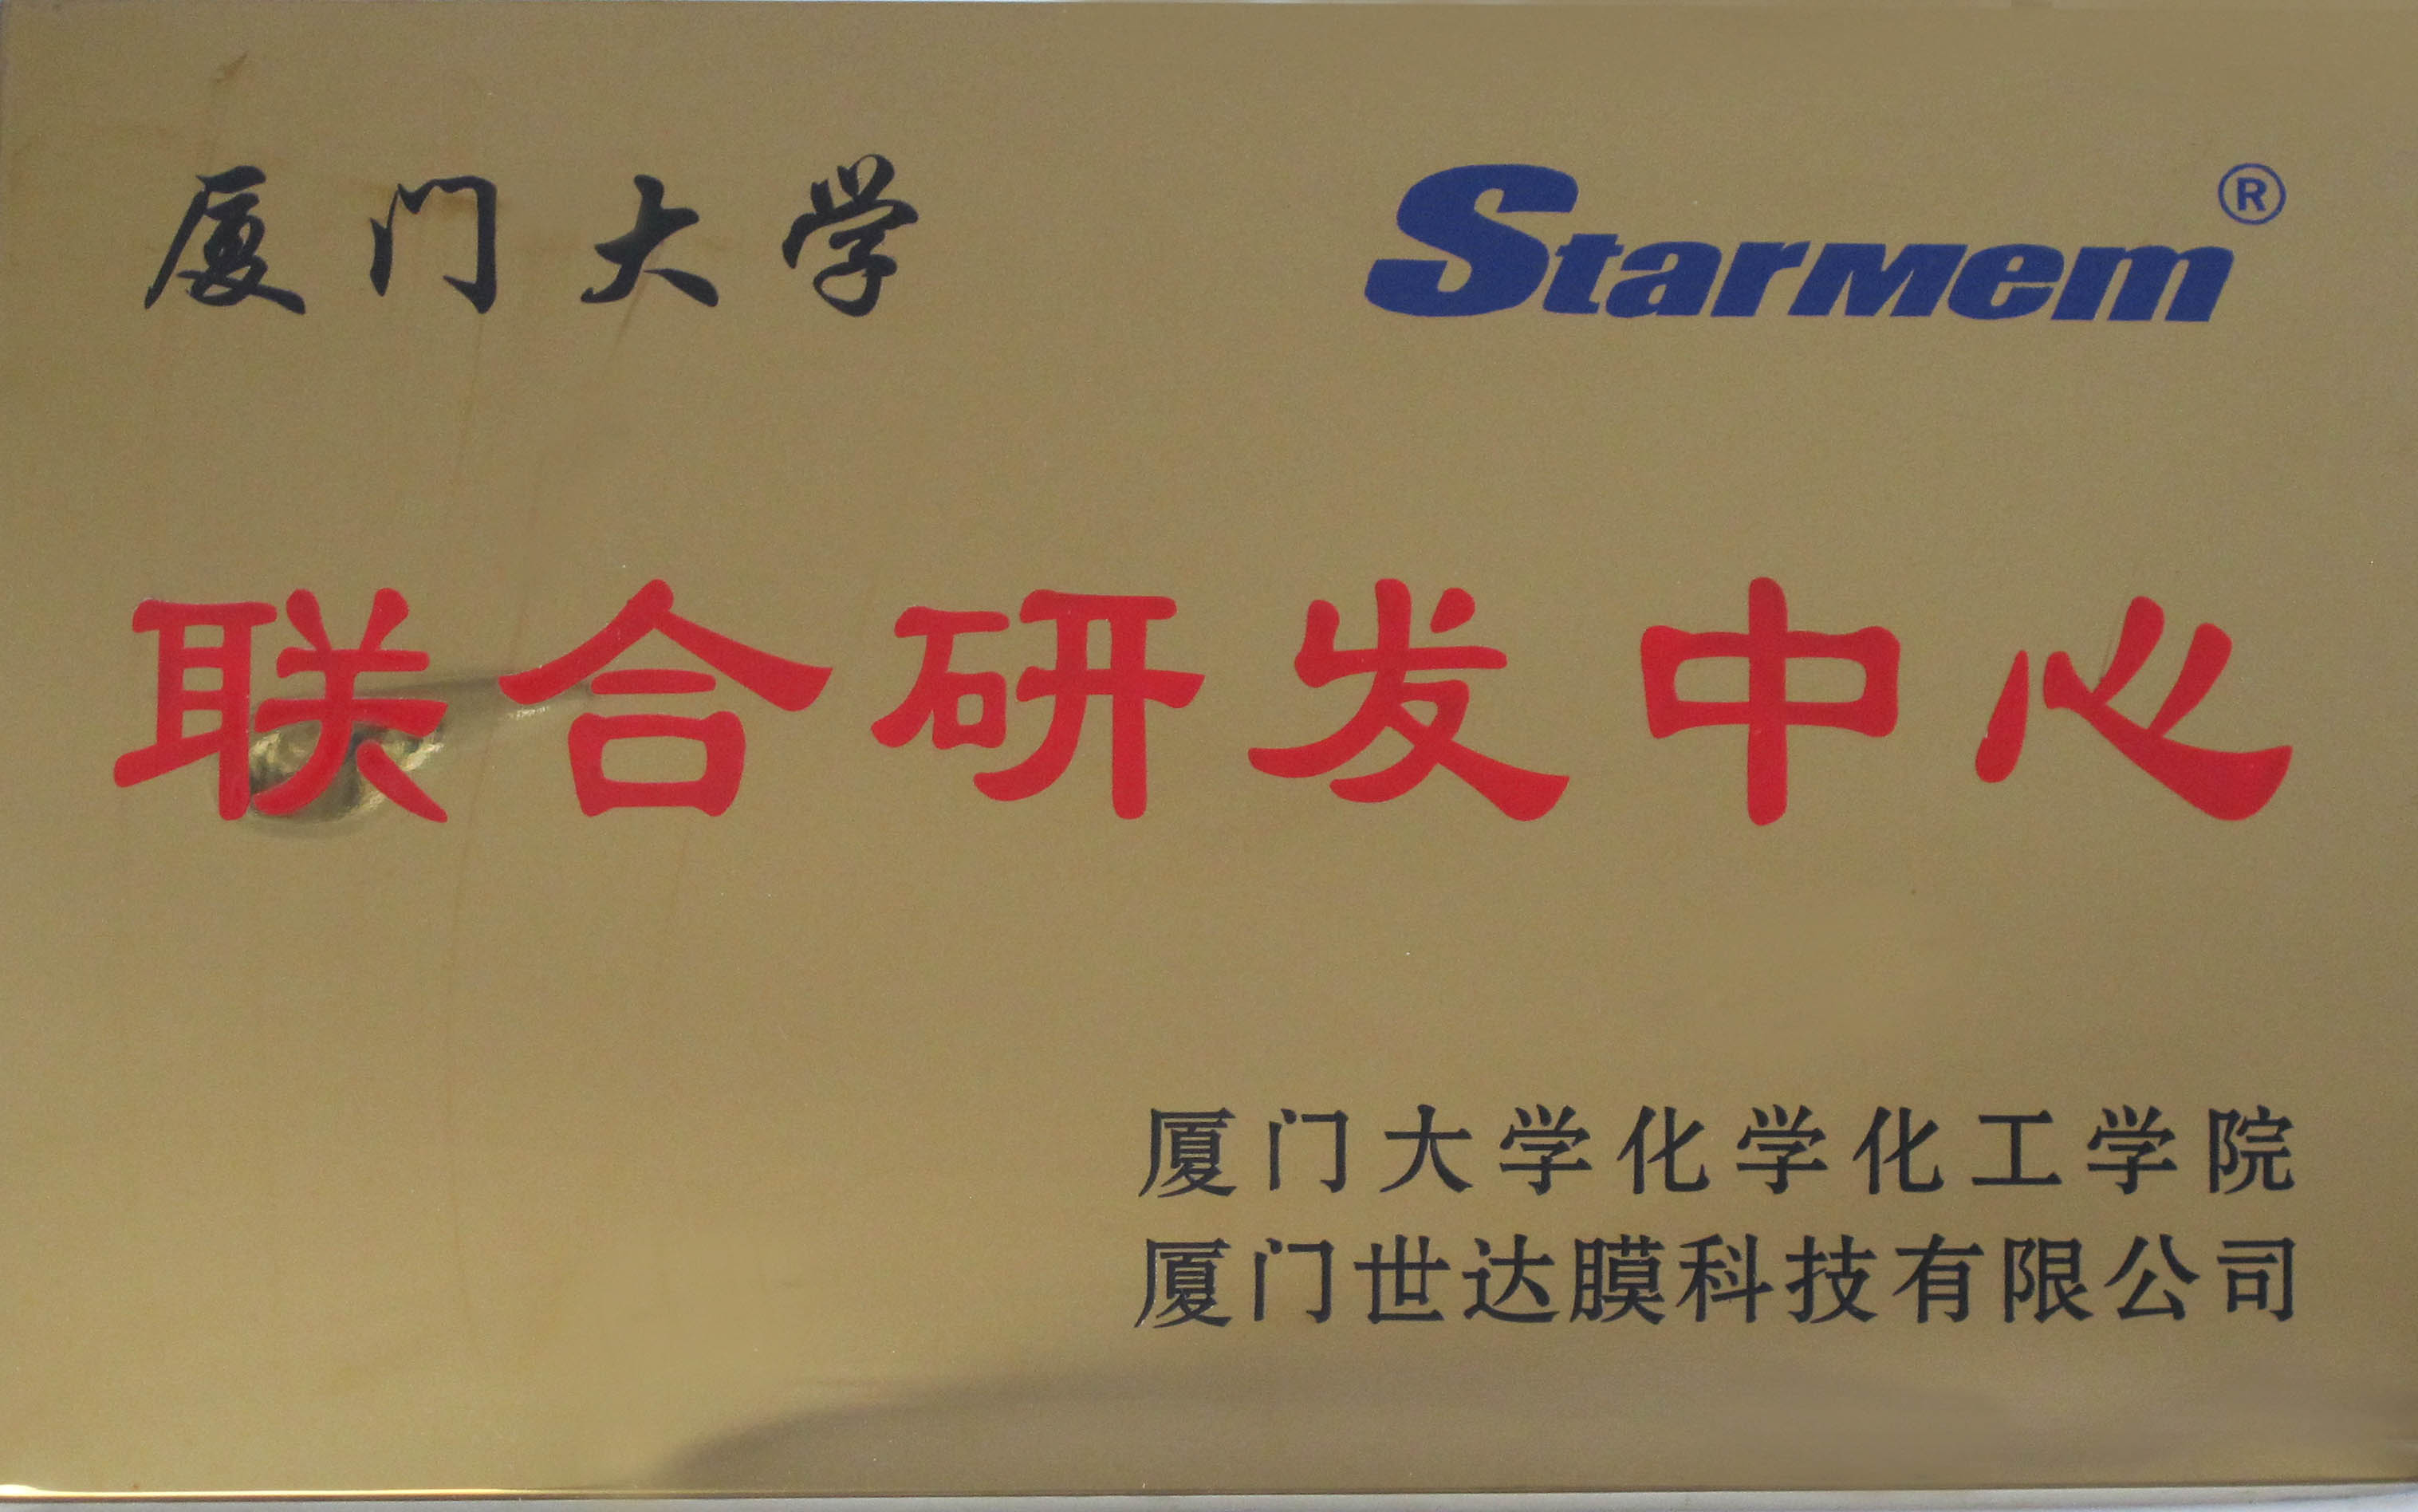 厦门大学 Starmem®
联合研发中心
厦门大学化学化工学院
厦门世达膜科技有限公司